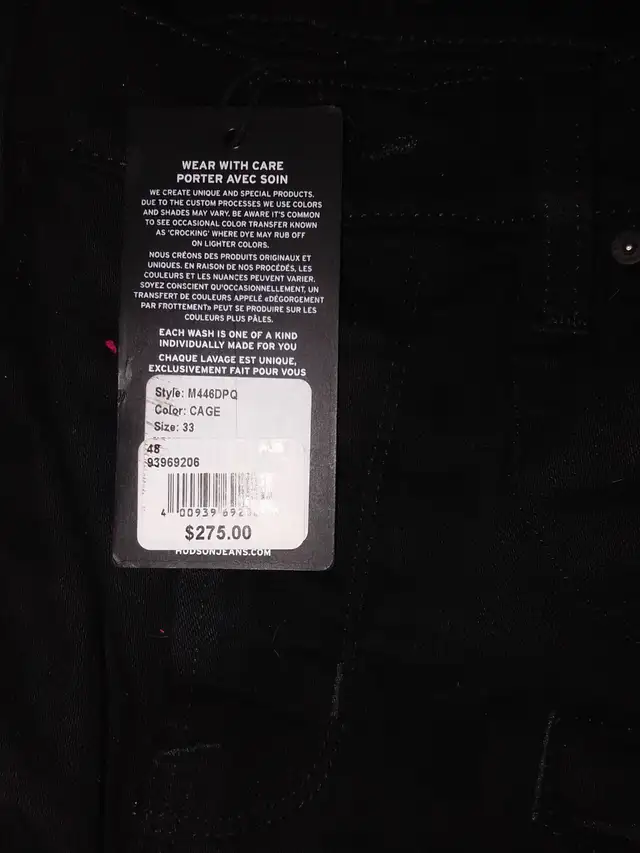 WEAR WITH CARE
PORTER AVEC SOIN
WE CREATE UNIQUE AND SPECIAL PRODUCTS.
DUE TO THE CUSTOM PROCESSES WE USE COLORS
AND SHADES MAY VARY. BE AWARE IT'S COMMON
TO SEE OCCASIONAL COLOR TRANSFER KNOWN
AS 'CROCKING' WHERE DYE MAY RUB OFF
ON LIGHTER COLORS.
NOUS CRÉONS DES PRODUITS ORIGINAUX ET
UNIQUES. EN RAISON DE NOS PROCÉDÉS, LES
COULEURS ET LES NUANCES PEUVENT VARIER.
SOYEZ CONSCIENT QU'OCCASIONNELLEMENT, UN
TRANSFERT DE COULEURS APPELÉ «DÉGORGEMENT
PAR FROTTEMENT» PEUT SE PRODUIRE SUR LES
COULEURS PLUS PÂLES.
EACH WASH IS ONE OF A KIND
INDIVIDUALLY MADE FOR YOU
CHAQUE LAVAGE EST UNIQUE,
EXCLUSIVEMENT FAIT POUR VOUS
Style: M446DPQ
Color: CAGE
Size: 33
48
93969206
4 00939
$275.00
HUDSONJEANS.COM